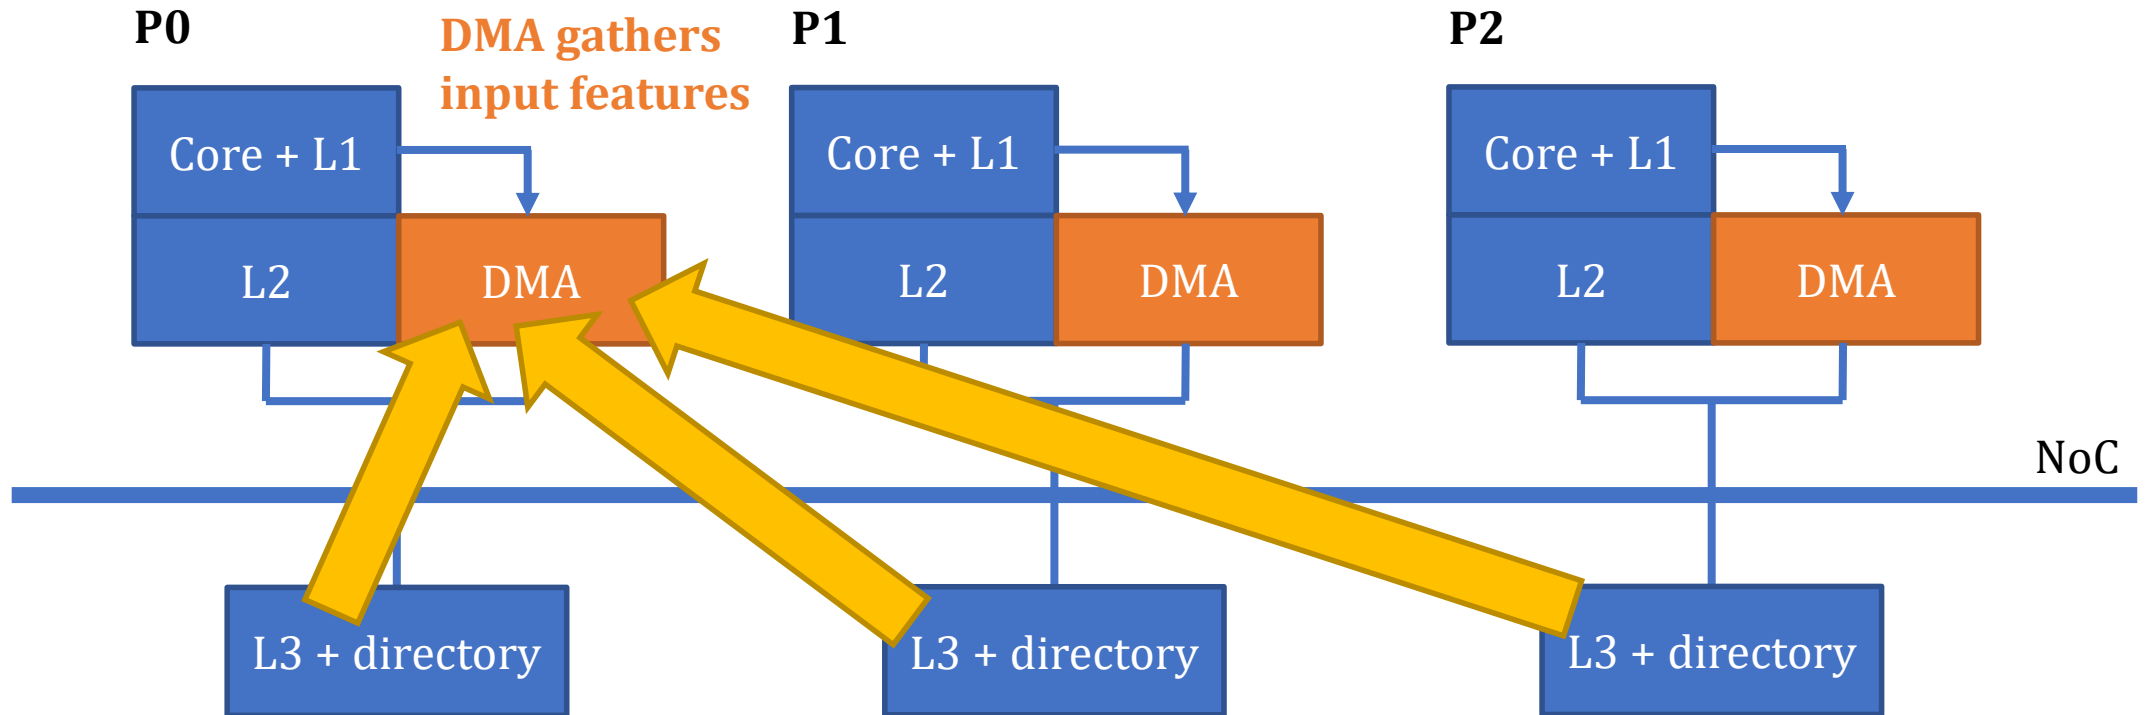 P0
DMA gathers
input features
P1
P2
Core + L1
Core + L1
Core + L1
L2
DMA
L2
DMA
L2
DMA
NoC
L3 + directory
L3 + directory
L3 + directory